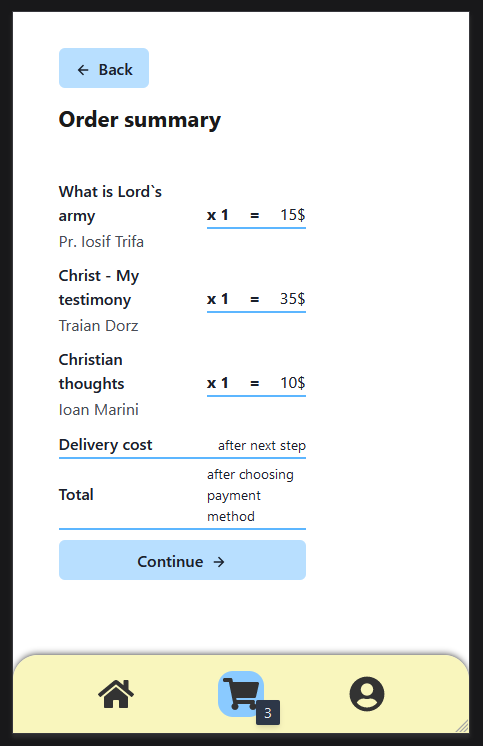 ← Back
Order summary
What is Lord`s
army
x 1 = 15$
Pr. Iosif Trifa
Christ - My
testimony
x 1 = 35$
Traian Dorz
Christian
thoughts
x 1 = 10$
Ioan Marini
Delivery cost after next step
Total
after choosing
payment
method
Continue →
3